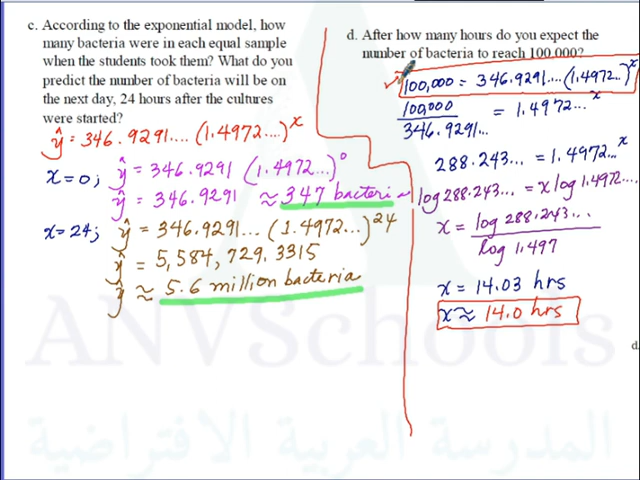 c. According to the exponential model, how
many bacteria were in each equal sample
when the students took them? What do you
predict the number of bacteria will be on
the next day, 24 hours after the cultures
were started?
ŷ = 346.9291.... (1.4972....)^x
x=0; ŷ = 346.9291 (1.4972...)^0
ŷ = 346.9291 ≈ 347 bacteria
x=24; ŷ = 346.9291... (1.4972...)^24
ŷ = 5,584,729.3315
ŷ ≈ 5.6 million bacteria
d. After how many hours do you expect the
number of bacteria to reach 100,000?
100,000 = 346.9291....(1.4972..)^x
100,000 / 346.9291... = 1.4972...^x
288.243... = 1.4972...^x
log 288.243... = x log 1.4972....
x = log 288.243... / log 1.497
x = 14.03 hrs
x ≈ 14.0 hrs
d.
ANVSchools
المدرسة العربية الافتراضية